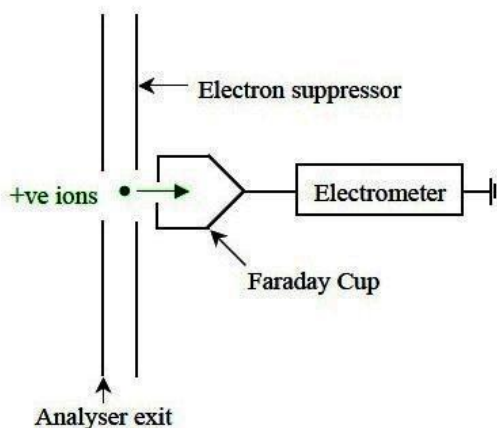 Electron suppressor
+ve ions
Electrometer
Faraday Cup
Analyser exit